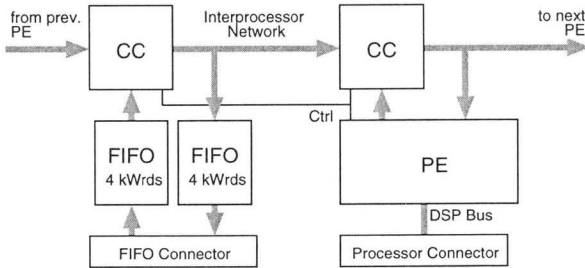 from prev.
PE
CC
Interprocessor
Network
CC
to next
PE
Ctrl
FIFO
4 kWrds
FIFO
4 kWrds
PE
DSP Bus
FIFO Connector
Processor Connector